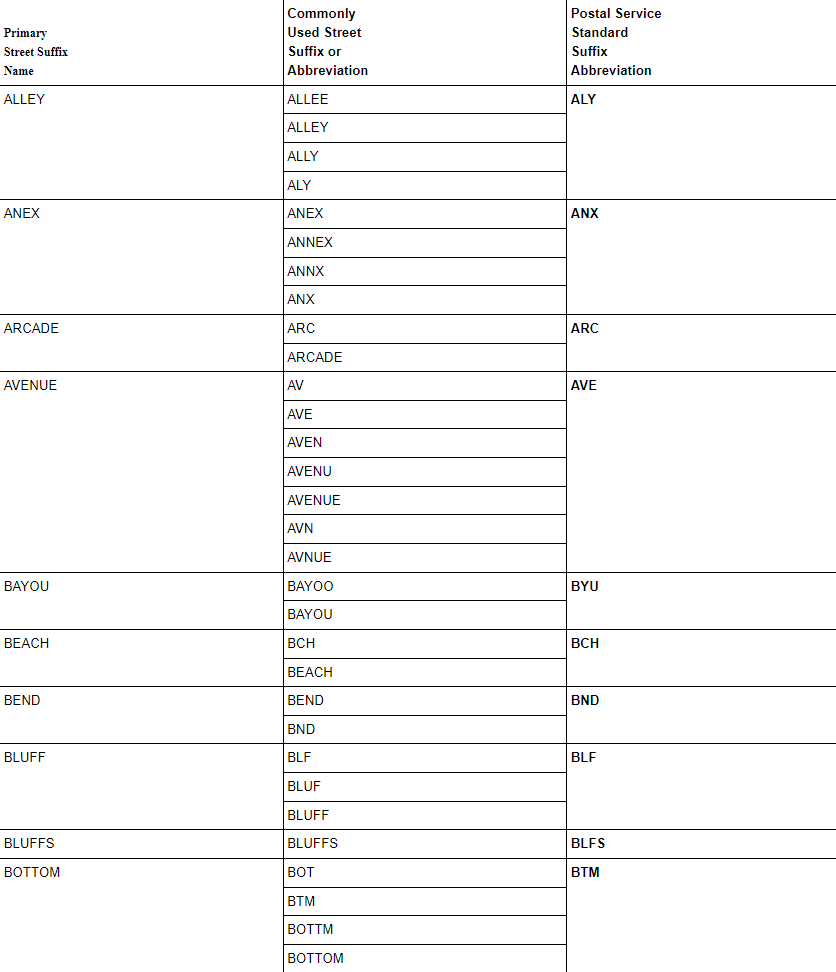 Primary
Street Suffix
Name
Commonly
Used Street
Suffix or
Abbreviation
Postal Service
Standard
Suffix
Abbreviation
ALLEY ALLEE ALY
ALLEY
ALLY
ALY
ANEX ANEX ANX
ANNEX
ANNX
ANX
ARCADE ARC ARC
ARCADE
AVENUE AV AVE
AVE
AVEN
AVENU
AVENUE
AVN
AVNUE
BAYOU BAYOO BYU
BAYOU
BEACH BCH BCH
BEACH
BEND BEND BND
BND
BLUFF BLF BLF
BLUF
BLUFF
BLUFFS BLUFFS BLFS
BOTTOM BOT BTM
BTM
BOTTM
BOTTOM